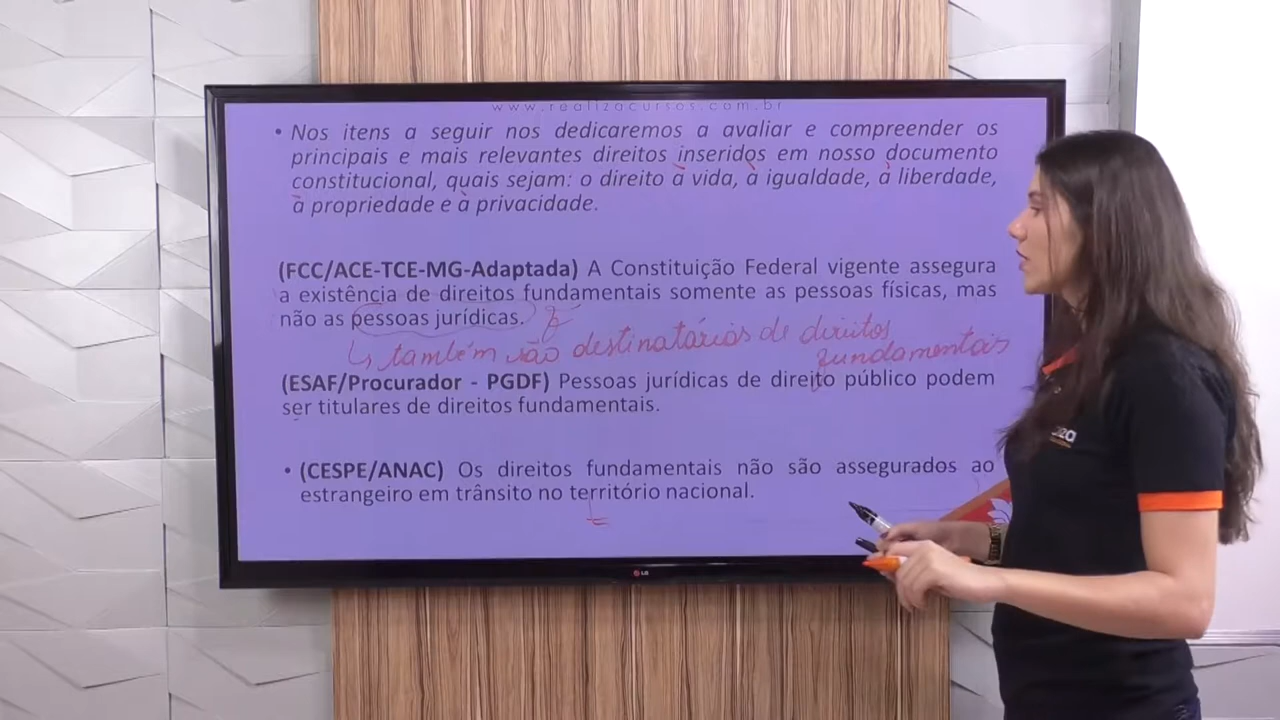 www.realizacursos.com.br
• Nos itens a seguir nos dedicaremos a avaliar e compreender os
principais e mais relevantes direitos inseridos em nosso documento
constitucional, quais sejam: o direito à vida, à igualdade, à liberdade,
à propriedade e à privacidade.
(FCC/ACE-TCE-MG-Adaptada) A Constituição Federal vigente assegura
a existência de direitos fundamentais somente as pessoas físicas, mas
não as pessoas jurídicas.
também são destinatários de direitos
fundamentais
(ESAF/Procurador - PGDF) Pessoas jurídicas de direito público podem
ser titulares de direitos fundamentais.
• (CESPE/ANAC) Os direitos fundamentais não são assegurados ao
estrangeiro em trânsito no território nacional.
LG